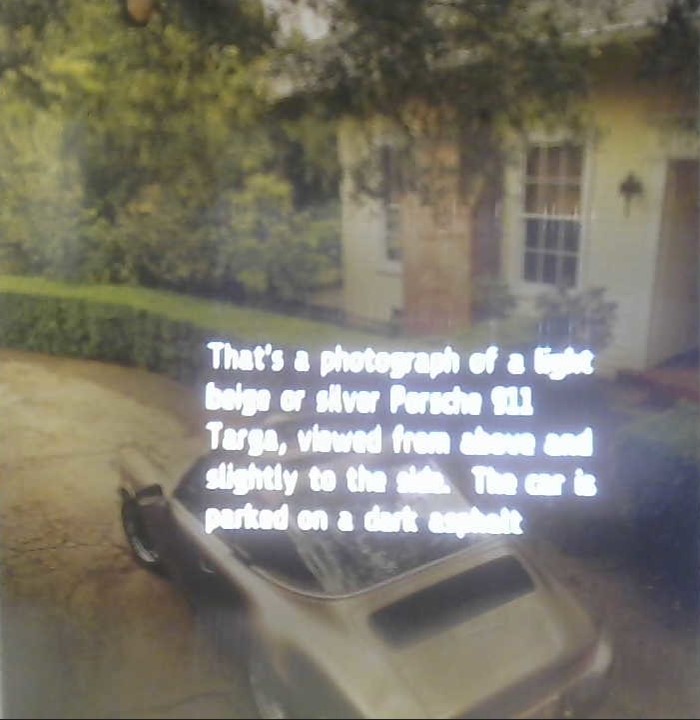 That's a photograph of a light
beige or silver Porsche 911
Targa, viewed from above and
slightly to the side. The car is
parked on a dark asphalt